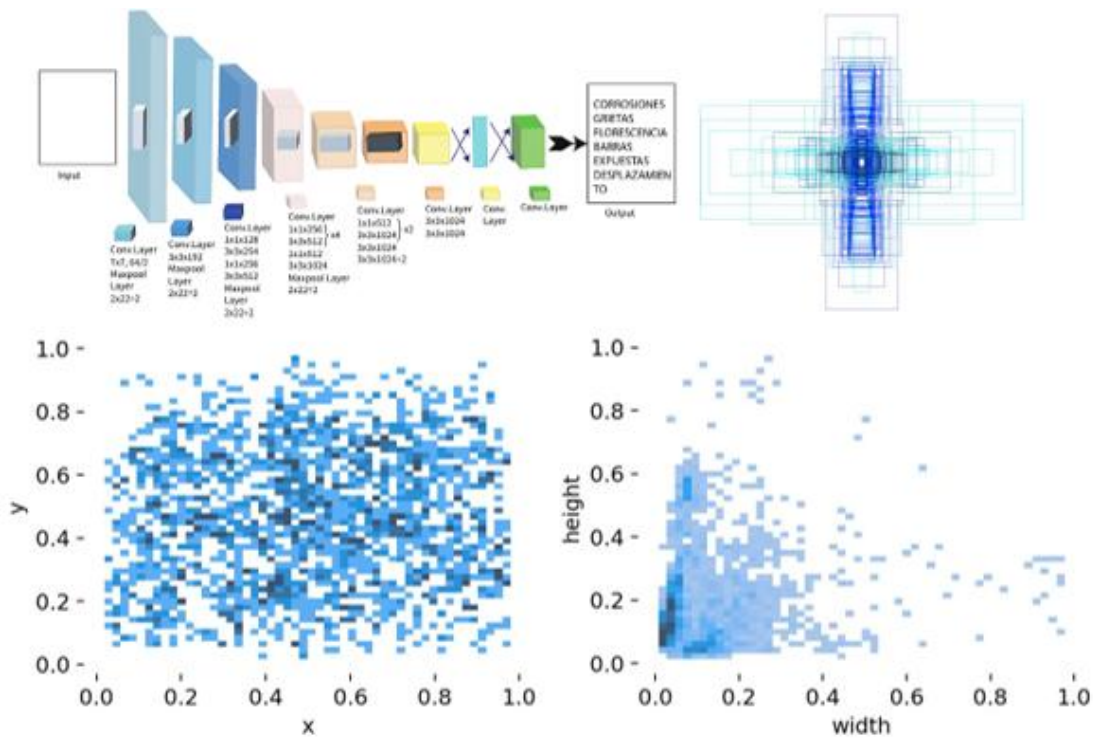 Input
Conv.Layer
7x7, 64/2
Maxpool
Layer
2x22÷2
Conv.Layer
3x3x192
Maxpool
Layer
2x22÷2
Conv.Layer
1x1x128
3x3x254
1x1x256
3x3x512
Maxpool
Layer
2x22÷2
Conv.Layer
1x1x256
3x3x512
} x4
1x1x512
3x3x1024
Maxpool Layer
2x22÷2
Conv.Layer
1x1x512
3x3x1024
} x2
3x3x1024
3x3x1024÷2
Conv.Layer
3x3x1024
3x3x1024
Conv
Layer
Conv.Layer
CORROSIONES
GRIETAS
FLORESCENCIA
BARRAS
EXPUESTAS
DESPLAZAMIEN
TO
Output
1.0
0.8
0.6
0.4
0.2
0.0
y
0.0 0.2 0.4 0.6 0.8 1.0
x
1.0
0.8
0.6
0.4
0.2
0.0
height
0.0 0.2 0.4 0.6 0.8 1.0
width